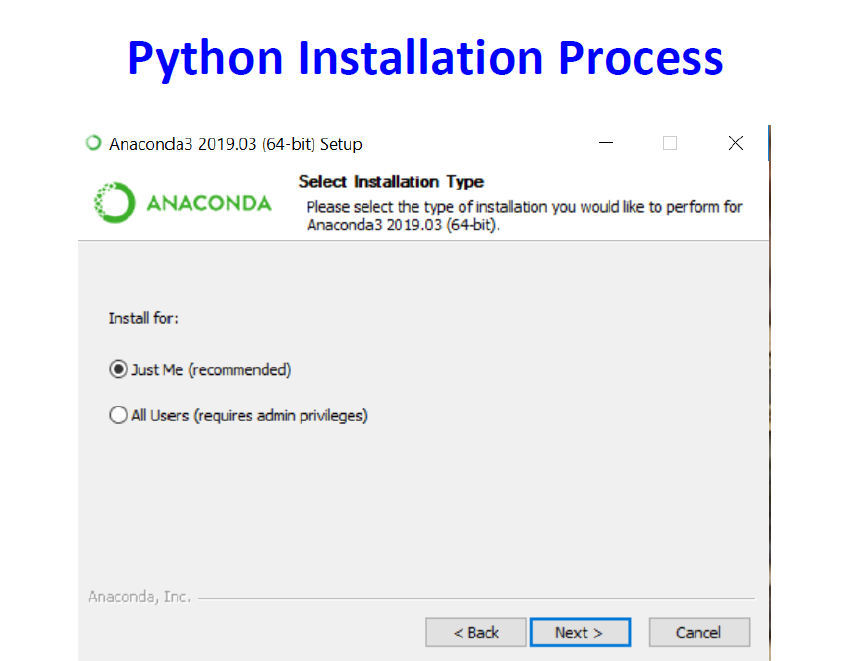 Python Installation Process
Anaconda3 2019.03 (64-bit) Setup
ANACONDA
Select Installation Type
Please select the type of installation you would like to perform for
Anaconda3 2019.03 (64-bit).
Install for:
Just Me (recommended)
All Users (requires admin privileges)
Anaconda, Inc.
< Back
Next >
Cancel